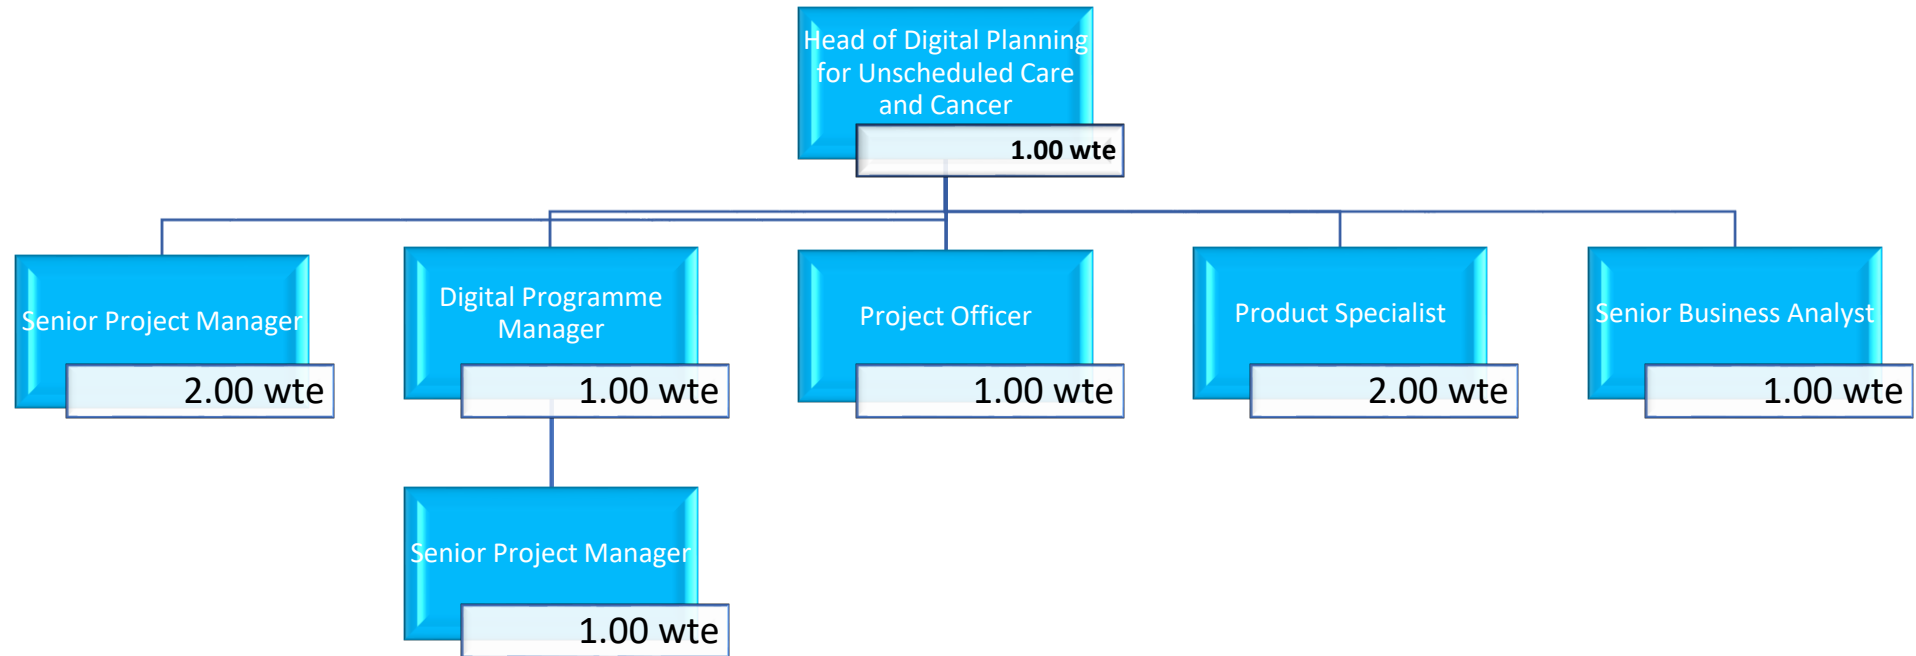 Head of Digital Planning
for Unscheduled Care
and Cancer
1.00 wte
Senior Project Manager
2.00 wte
Digital Programme
Manager
1.00 wte
Project Officer
1.00 wte
Product Specialist
2.00 wte
Senior Business Analyst
1.00 wte
Senior Project Manager
1.00 wte